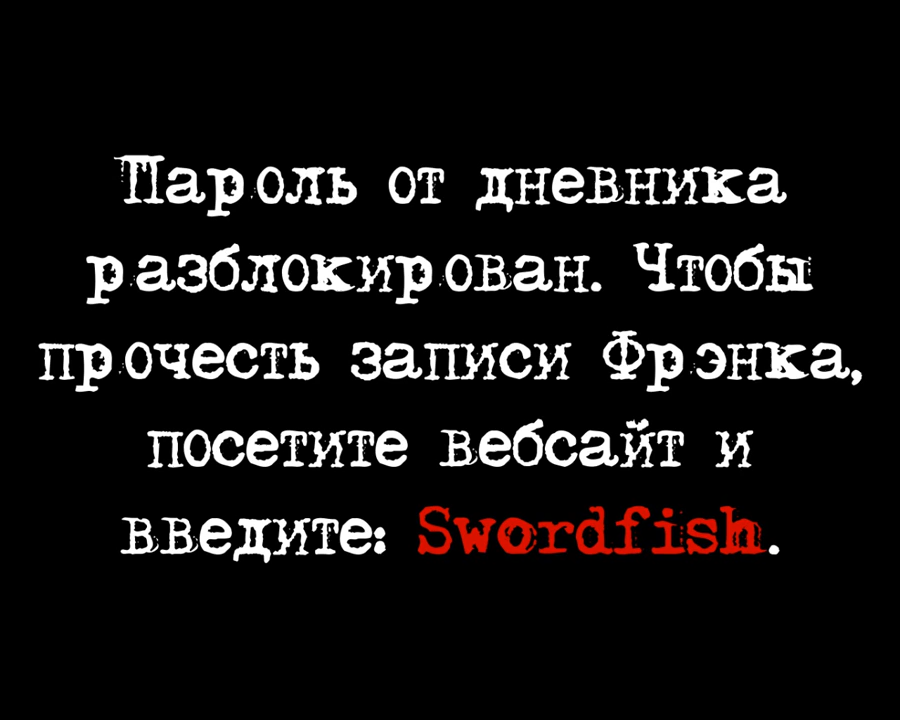 Пароль от дневника
разблокирован. Чтобы
прочесть записи Фрэнка,
посетите вебсайт и
введите: Swordfish.